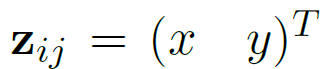 𝐳_{ij} = (x  y)^T